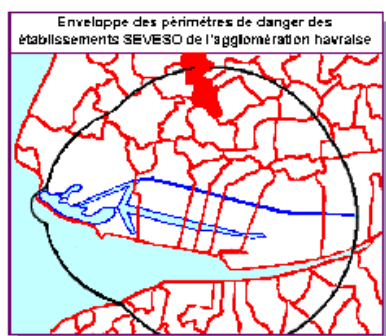 Enveloppe des périmètres de danger des
établissements SEVESO de l'agglomération havraise